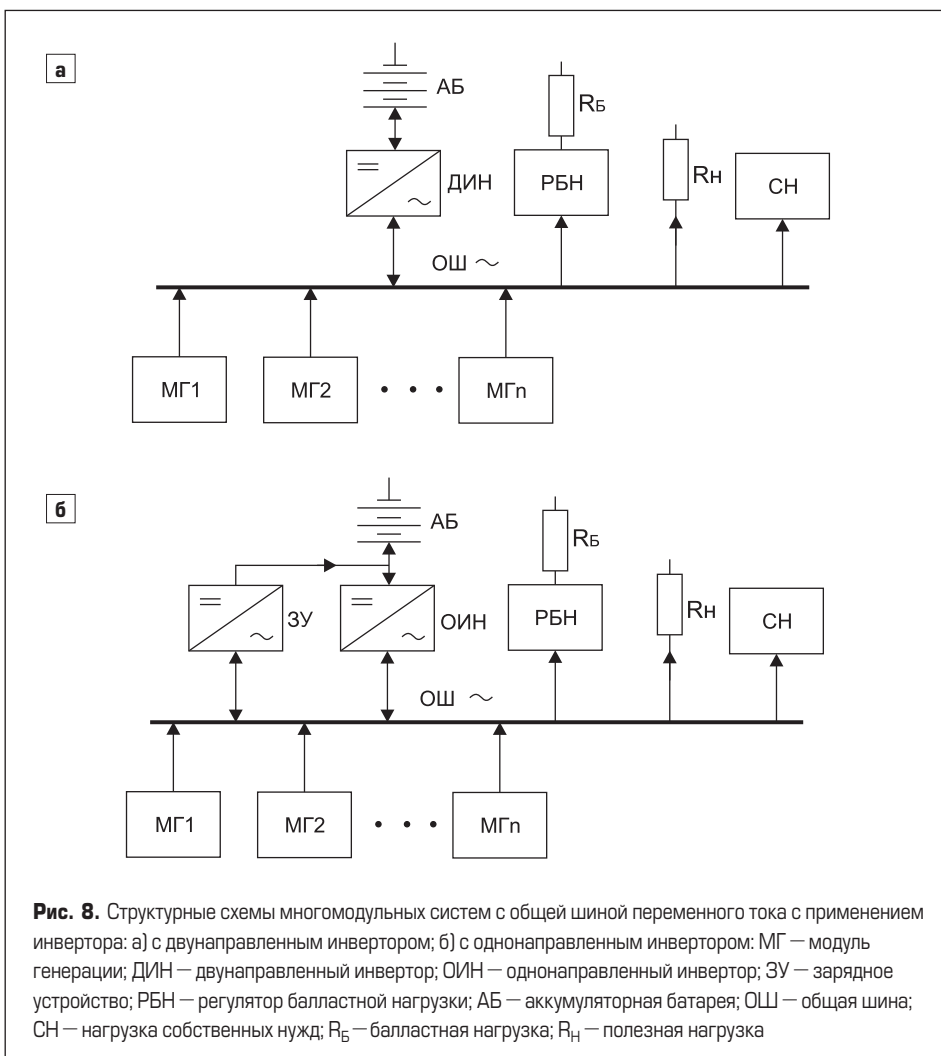 а
АБ
RБ
ДИН
РБН
RН
СН
ОШ ~
МГ1
МГ2
• • •
МГn
б
АБ
RБ
ЗУ
ОИН
РБН
RН
СН
ОШ ~
МГ1
МГ2
• • •
МГn
Рис. 8. Структурные схемы многомодульных систем с общей шиной переменного тока с применением
инвертора: а) с двунаправленным инвертором; б) с однонаправленным инвертором: МГ — модуль
генерации; ДИН — двунаправленный инвертор; ОИН — однонаправленный инвертор; ЗУ — зарядное
устройство; РБН — регулятор балластной нагрузки; АБ — аккумуляторная батарея; ОШ — общая шина;
СН — нагрузка собственных нужд; RБ — балластная нагрузка; RН — полезная нагрузка